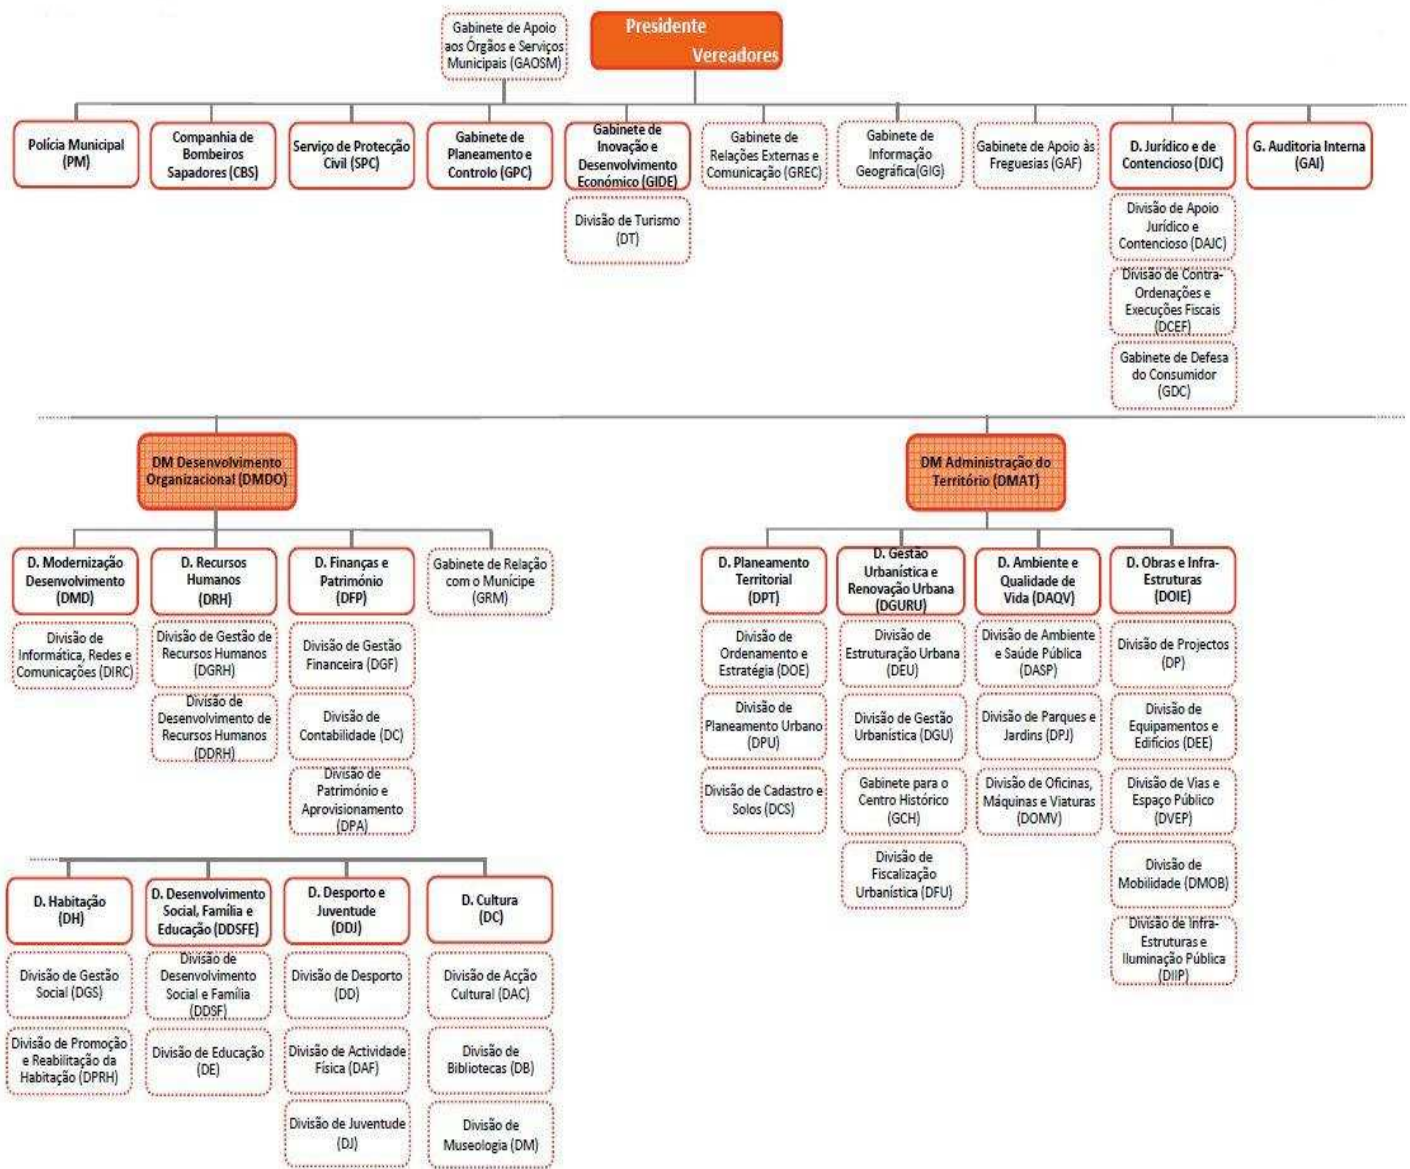 Gabinete de Apoio
aos Órgãos e Serviços
Municipais (GAOSM)
Presidente
Vereadores
Polícia Municipal
(PM)
Companhia de
Bombeiros
Sapadores (CBS)
Serviço de Protecção
Civil (SPC)
Gabinete de
Planeamento e
Controlo (GPC)
Gabinete de
Inovação e
Desenvolvimento
Económico (GIDE)
Gabinete de
Relações Externas e
Comunicação (GREC)
Gabinete de
Informação
Geográfica(GIG)
Gabinete de Apoio às
Freguesias (GAF)
D. Jurídico e de
Contencioso (DJC)
G. Auditoria Interna
(GAI)
Divisão de Turismo
(DT)
Divisão de Apoio
Jurídico e
Contencioso (DAJC)
Divisão de Contra-
Ordenações e
Execuções Fiscais
(DCEF)
Gabinete de Defesa
do Consumidor
(GDC)
DM Desenvolvimento
Organizacional (DMDO)
DM Administração do
Território (DMAT)
D. Modernização
Desenvolvimento
(DMD)
D. Recursos
Humanos
(DRH)
D. Finanças e
Património
(DFP)
Gabinete de Relação
com o Munícipe
(GRM)
D. Planeamento
Territorial
(DPT)
D. Gestão
Urbanística e
Renovação Urbana
(DGURU)
D. Ambiente e
Qualidade de
Vida (DAQV)
D. Obras e Infra-
Estruturas
(DOIE)
Divisão de
Informática, Redes e
Comunicações (DIRC)
Divisão de Gestão de
Recursos Humanos
(DGRH)
Divisão de Gestão
Financeira (DGF)
Divisão de
Ordenamento e
Estratégia (DOE)
Divisão de
Estruturação Urbana
(DEU)
Divisão de Ambiente
e Saúde Pública
(DASP)
Divisão de Projectos
(DP)
Divisão de
Desenvolvimento de
Recursos Humanos
(DDRH)
Divisão de
Contabilidade (DC)
Divisão de
Planeamento Urbano
(DPU)
Divisão de Gestão
Urbanística (DGU)
Divisão de Parques e
Jardins (DPJ)
Divisão de
Equipamentos e
Edifícios (DEE)
Divisão de
Património e
Aprovisionamento
(DPA)
Divisão de Cadastro e
Solos (DCS)
Gabinete para o
Centro Histórico
(GCH)
Divisão de Oficinas,
Máquinas e Viaturas
(DOMV)
Divisão de Vias e
Espaço Público
(DVEP)
Divisão de
Fiscalização
Urbanística (DFU)
Divisão de
Mobilidade (DMOB)
Divisão de Infra-
Estruturas e
Iluminação Pública
(DIIP)
D. Habitação
(DH)
D. Desenvolvimento
Social, Família e
Educação (DDSFE)
D. Desporto e
Juventude
(DDJ)
D. Cultura
(DC)
Divisão de Gestão
Social (DGS)
Divisão de
Desenvolvimento
Social e Família
(DDSF)
Divisão de Desporto
(DD)
Divisão de Acção
Cultural (DAC)
Divisão de Promoção
e Reabilitação da
Habitação (DPRH)
Divisão de Educação
(DE)
Divisão de Actividade
Física (DAF)
Divisão de
Bibliotecas (DB)
Divisão de Juventude
(DJ)
Divisão de
Museologia (DM)